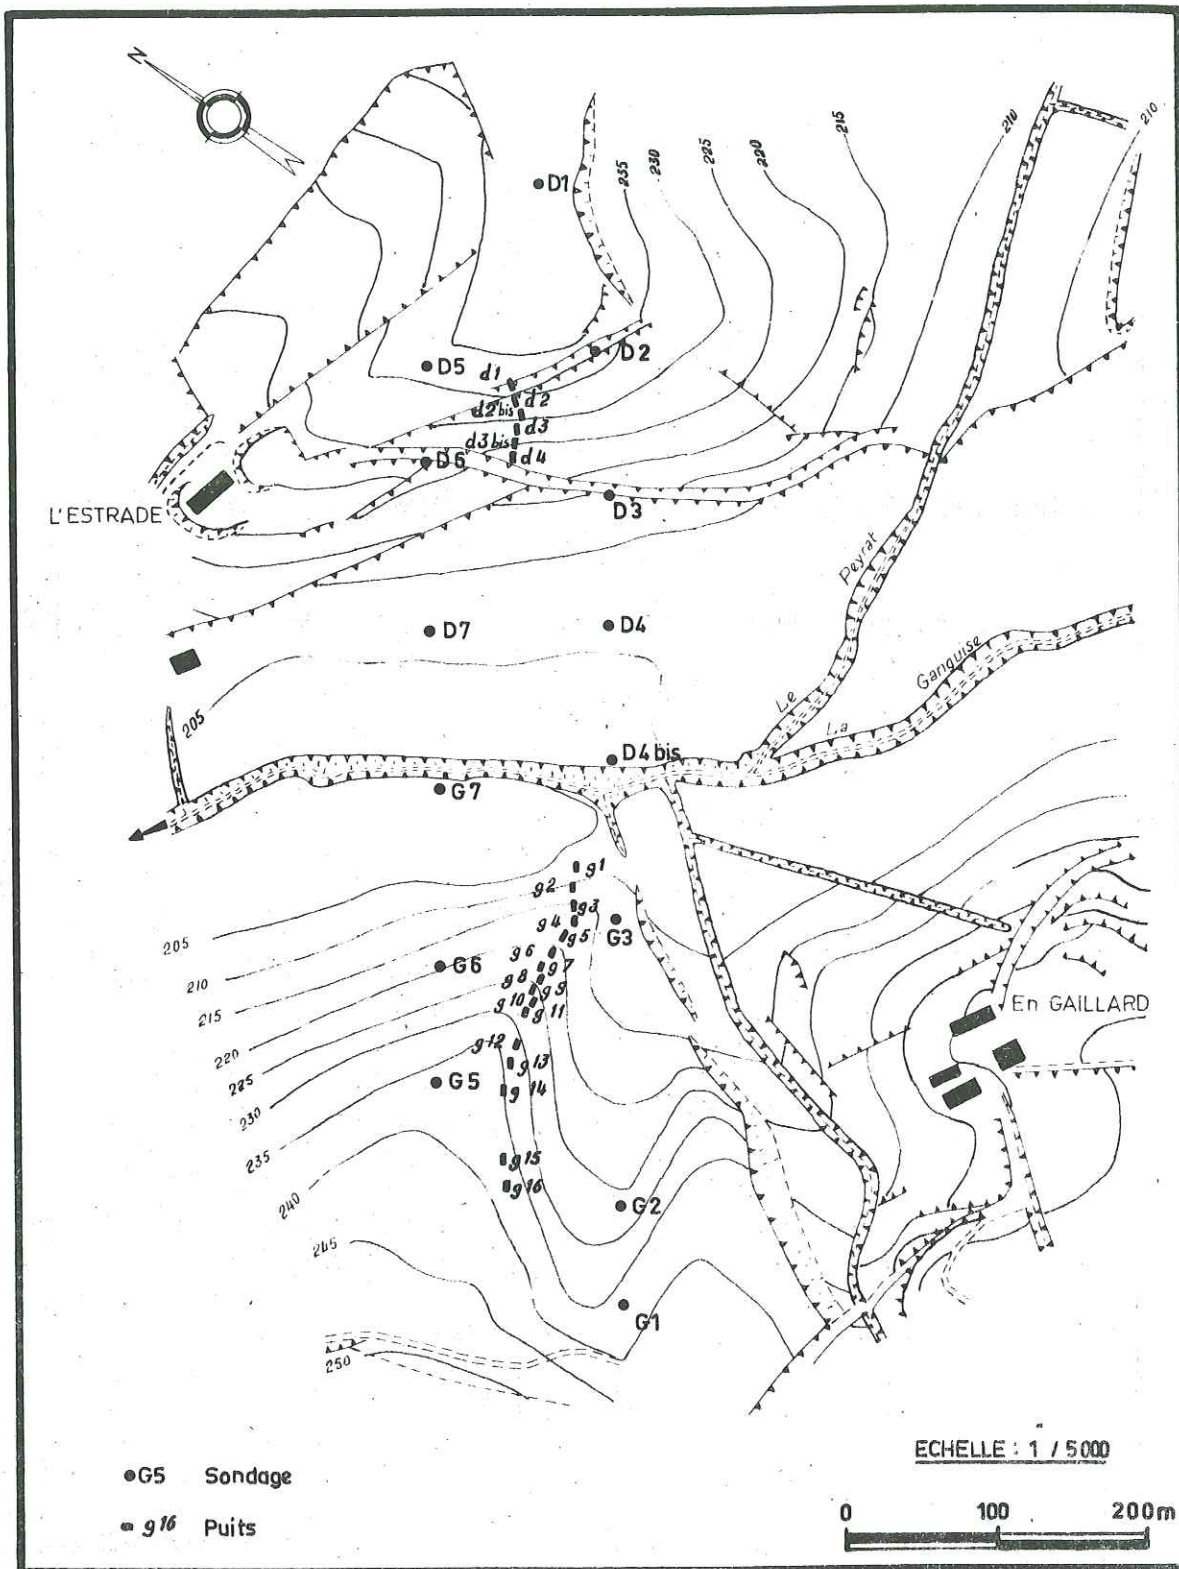 N
D1
235
230
225
220
215
210
210
D5
D2
d1
d2
d2bis
d3
d3bis
d4
D6
D3
L'ESTRADE
D7
D4
Le Peyrat
La Ganguise
205
D4bis
G7
g1
g2
g3
g4
g5
G3
g6
g7
g8
g9
g10
g11
G6
205
210
215
220
225
230
235
240
245
250
g12
g13
g14
G5
g15
g16
G2
G1
En GAILLARD
ECHELLE : 1 / 5000
G5 Sondage
g16 Puits
0 100 200m